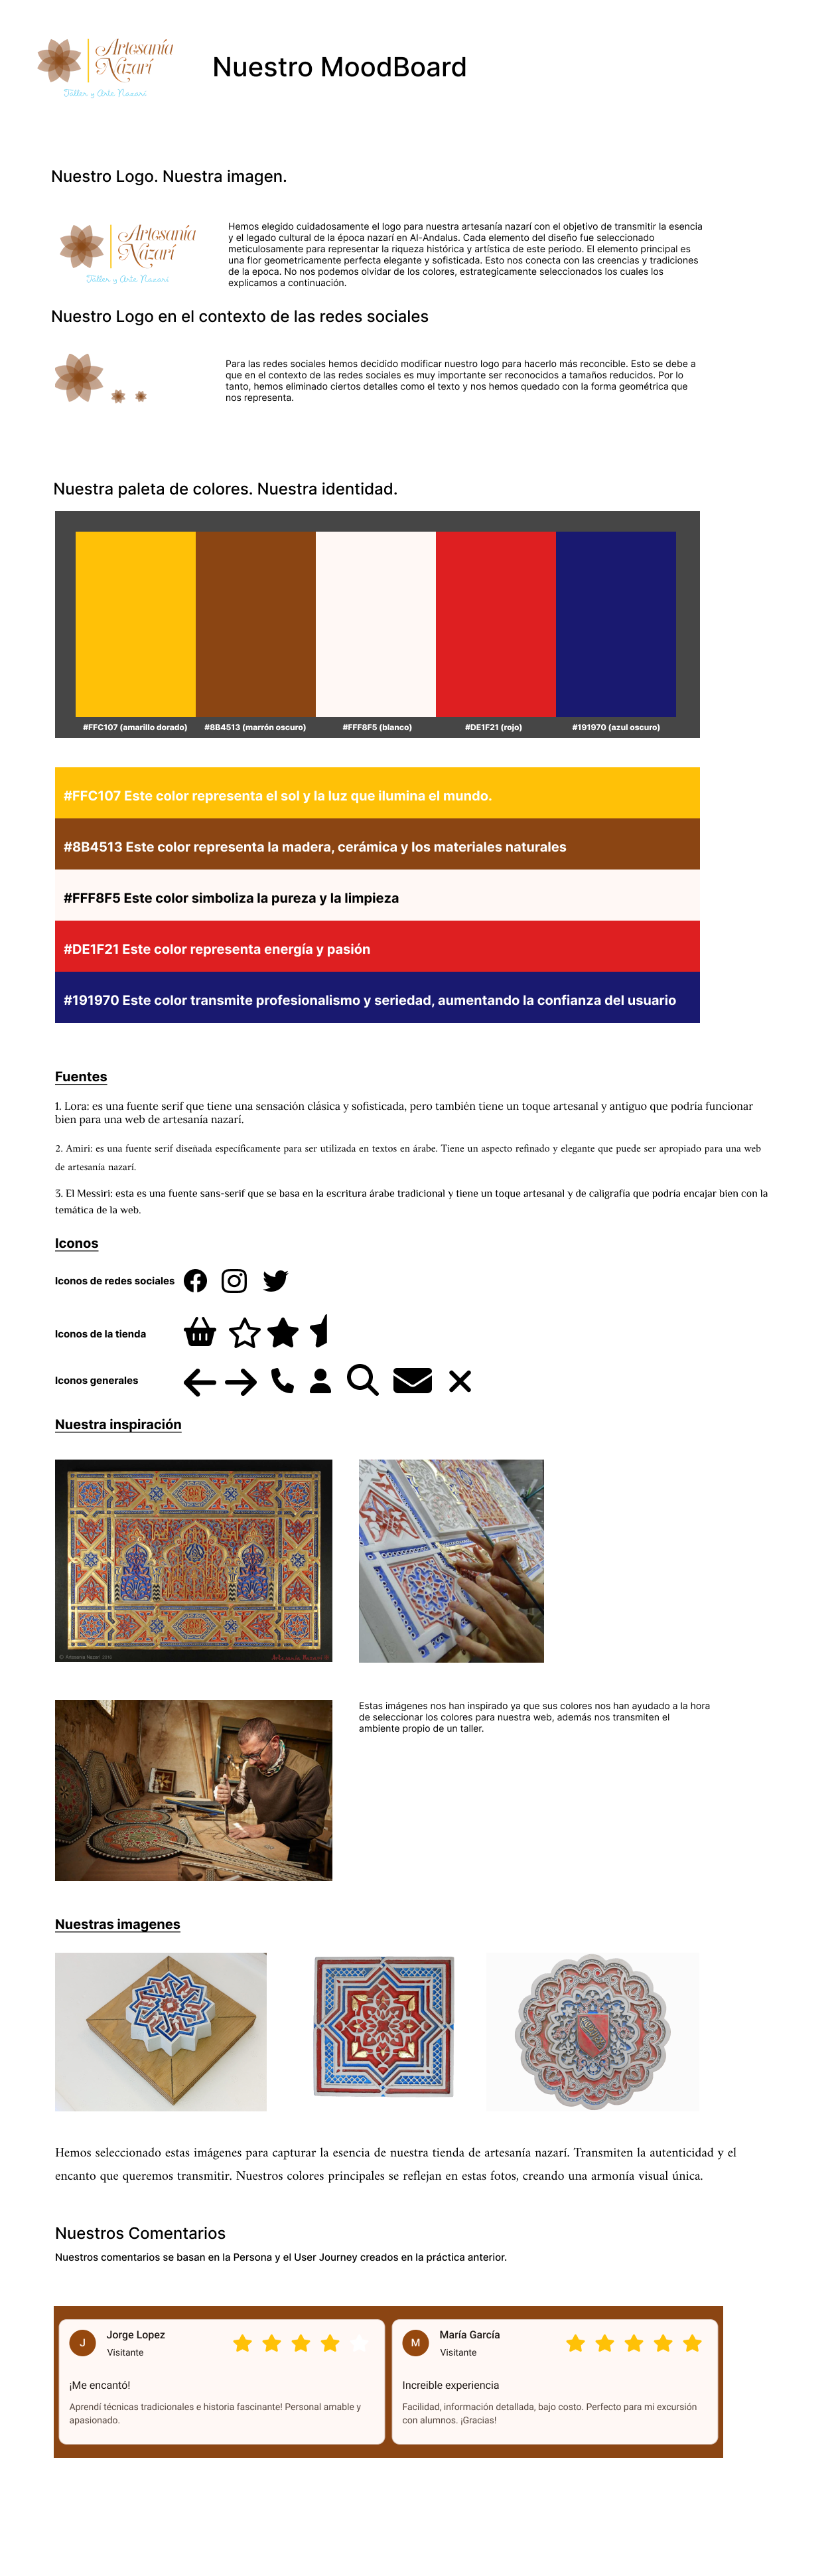 Artesanía
Nazarí
Taller y Arte Nazarí
Nuestro MoodBoard
Nuestro Logo. Nuestra imagen.
Artesanía
Nazarí
Taller y Arte Nazarí
Hemos elegido cuidadosamente el logo para nuestra artesanía nazarí con el objetivo de transmitir la esencia
y el legado cultural de la época nazarí en Al-Andalus. Cada elemento del diseño fue seleccionado
meticulosamente para representar la riqueza histórica y artística de este periodo. El elemento principal es
una flor geometricamente perfecta elegante y sofisticada. Esto nos conecta con las creencias y tradiciones
de la epoca. No nos podemos olvidar de los colores, estrategicamente seleccionados los cuales los
explicamos a continuación.
Nuestro Logo en el contexto de las redes sociales
Para las redes sociales hemos decidido modificar nuestro logo para hacerlo más reconcible. Esto se debe a
que en el contexto de las redes sociales es muy importante ser reconocidos a tamaños reducidos. Por lo
tanto, hemos eliminado ciertos detalles como el texto y nos hemos quedado con la forma geométrica que
nos representa.
Nuestra paleta de colores. Nuestra identidad.
#FFC107 (amarillo dorado) #8B4513 (marrón oscuro) #FFF8F5 (blanco) #DE1F21 (rojo) #191970 (azul oscuro)
#FFC107 Este color representa el sol y la luz que ilumina el mundo.
#8B4513 Este color representa la madera, cerámica y los materiales naturales
#FFF8F5 Este color simboliza la pureza y la limpieza
#DE1F21 Este color representa energía y pasión
#191970 Este color transmite profesionalismo y seriedad, aumentando la confianza del usuario
Fuentes
1. Lora: es una fuente serif que tiene una sensación clásica y sofisticada, pero también tiene un toque artesanal y antiguo que podría funcionar
bien para una web de artesanía nazarí.
2. Amiri: es una fuente serif diseñada específicamente para ser utilizada en textos en árabe. Tiene un aspecto refinado y elegante que puede ser apropiado para una web
de artesanía nazarí.
3. El Messiri: esta es una fuente sans-serif que se basa en la escritura árabe tradicional y tiene un toque artesanal y de caligrafía que podría encajar bien con la
temática de la web.
Iconos
Iconos de redes sociales
Iconos de la tienda
Iconos generales
Nuestra inspiración
© Artesanía Nazarí 2016
Artesanía Nazarí ©
Estas imágenes nos han inspirado ya que sus colores nos han ayudado a la hora
de seleccionar los colores para nuestra web, además nos transmiten el
ambiente propio de un taller.
Nuestras imagenes
Hemos seleccionado estas imágenes para capturar la esencia de nuestra tienda de artesanía nazarí. Transmiten la autenticidad y el
encanto que queremos transmitir. Nuestros colores principales se reflejan en estas fotos, creando una armonía visual única.
Nuestros Comentarios
Nuestros comentarios se basan en la Persona y el User Journey creados en la práctica anterior.
J
Jorge Lopez
Visitante
¡Me encantó!
Aprendí técnicas tradicionales e historia fascinante! Personal amable y
apasionado.
M
María García
Visitante
Increible experiencia
Facilidad, información detallada, bajo costo. Perfecto para mi excursión
con alumnos. ¡Gracias!